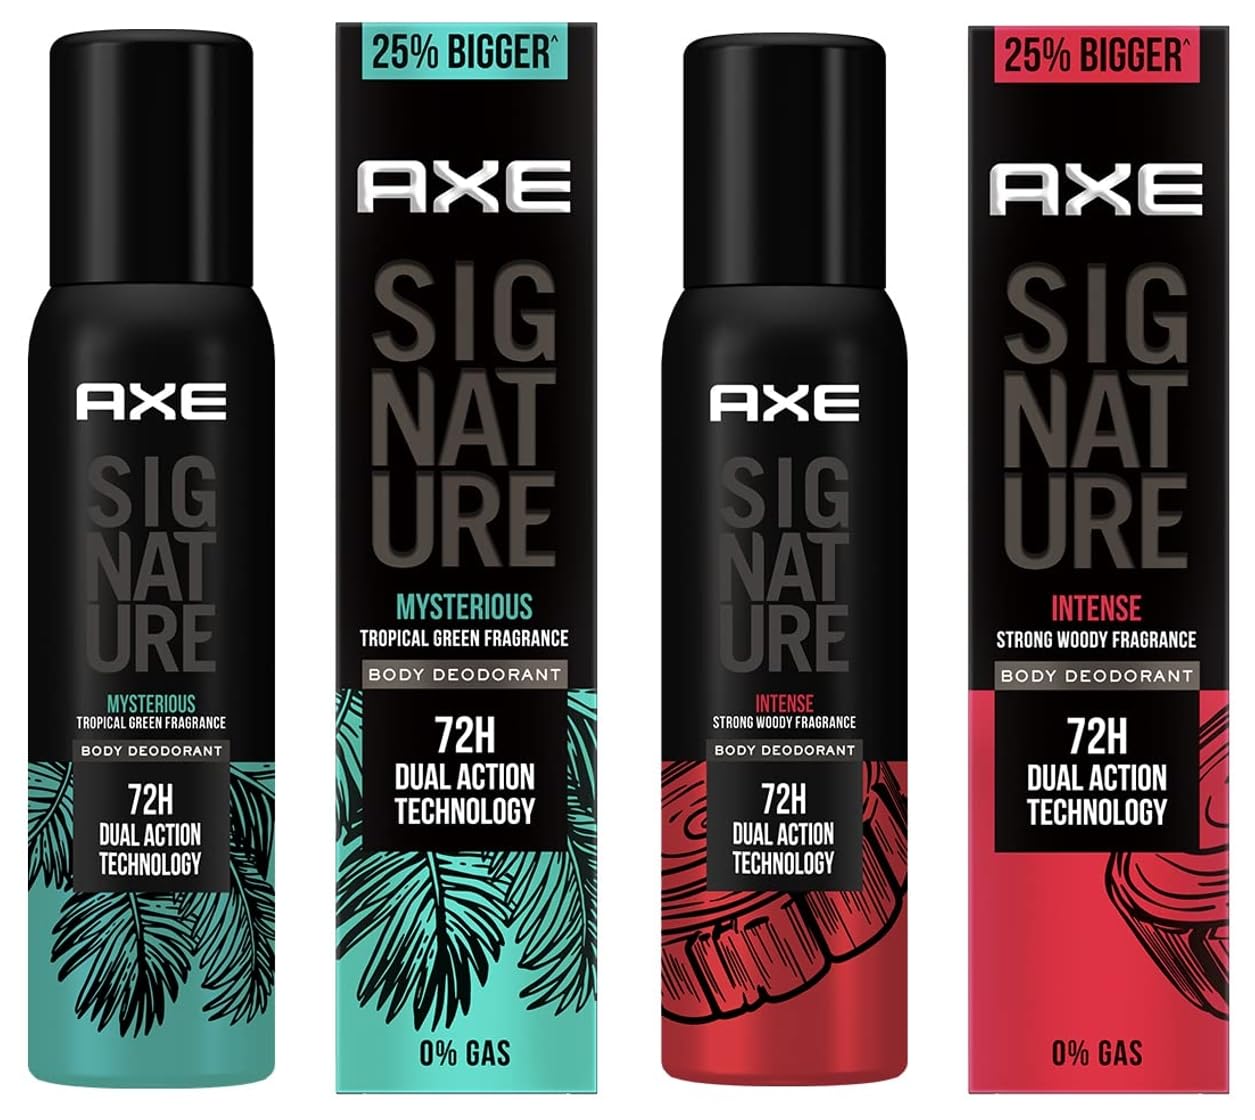 AXE
SIG
NAT
URE
MYSTERIOUS
TROPICAL GREEN FRAGRANCE
BODY DEODORANT
72H
DUAL ACTION
TECHNOLOGY
25% BIGGER^
AXE
SIG
NAT
URE
MYSTERIOUS
TROPICAL GREEN FRAGRANCE
BODY DEODORANT
72H
DUAL ACTION
TECHNOLOGY
0% GAS
AXE
SIG
NAT
URE
INTENSE
STRONG WOODY FRAGRANCE
BODY DEODORANT
72H
DUAL ACTION
TECHNOLOGY
25% BIGGER^
AXE
SIG
NAT
URE
INTENSE
STRONG WOODY FRAGRANCE
BODY DEODORANT
72H
DUAL ACTION
TECHNOLOGY
0% GAS